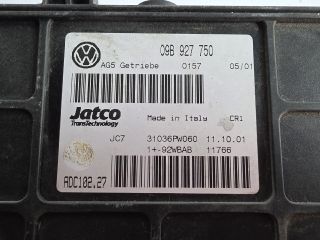 09B 927 750
AG5 Getriebe 0157 05/01
Jatco
TransTechnology
Made in Italy CR1
JC7 31036PW060 11.10.01
1+-92WBAB 11766
ADC102.27